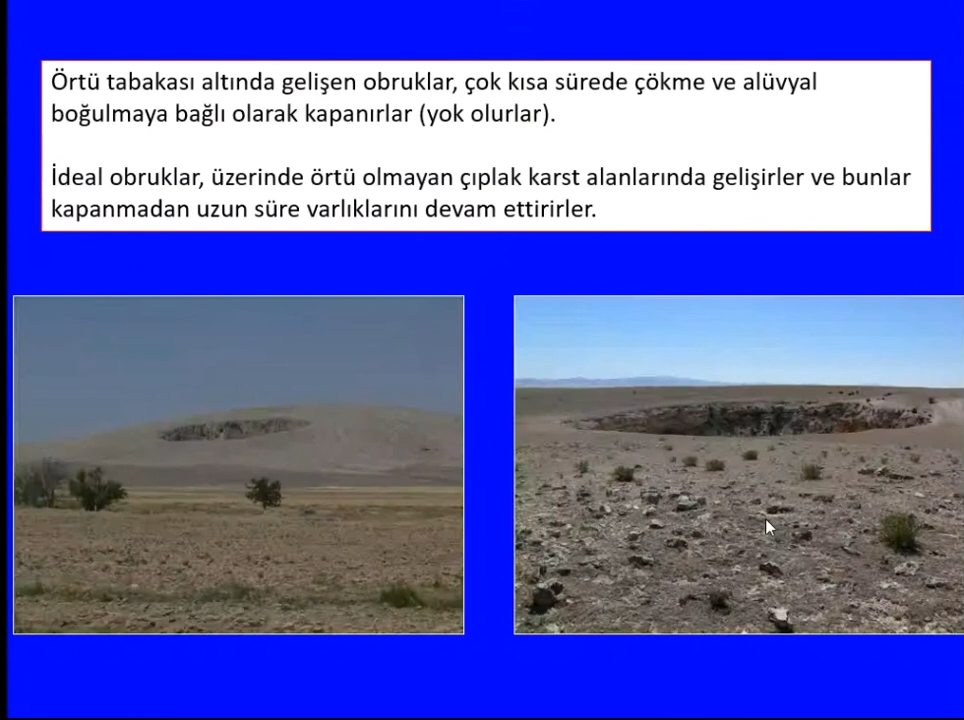 Örtü tabakası altında gelişen obruklar, çok kısa sürede çökme ve alüvyal
boğulmaya bağlı olarak kapanırlar (yok olurlar).
İdeal obruklar, üzerinde örtü olmayan çıplak karst alanlarında gelişirler ve bunlar
kapanmadan uzun süre varlıklarını devam ettirirler.